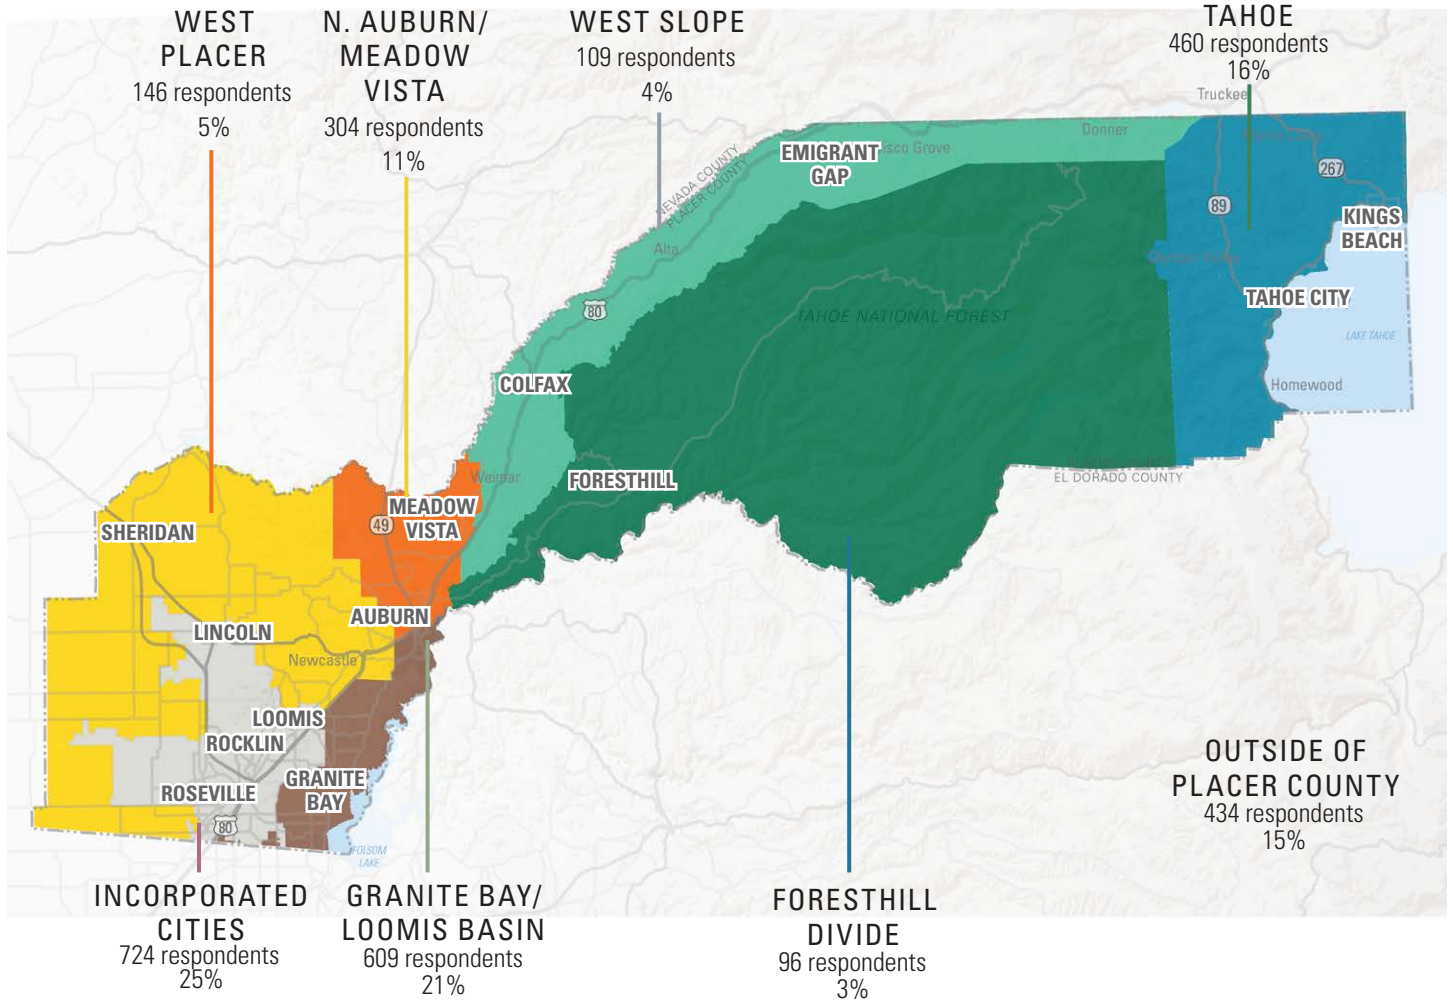 WEST
PLACER
146 respondents
5%
N. AUBURN/
MEADOW
VISTA
304 respondents
11%
WEST SLOPE
109 respondents
4%
TAHOE
460 respondents
16%
Truckee
Donner
Cisco Grove
EMIGRANT
GAP
NEVADA COUNTY
PLACER COUNTY
267
89
KINGS
BEACH
Alta
80
TAHOE CITY
TAHOE NATIONAL FOREST
LAKE TAHOE
COLFAX
Homewood
Weimar
FORESTHILL
EL DORADO COUNTY
MEADOW
VISTA
49
SHERIDAN
AUBURN
LINCOLN
Newcastle
LOOMIS
ROCKLIN
GRANITE
BAY
ROSEVILLE
80
FOLSOM
LAKE
OUTSIDE OF
PLACER COUNTY
434 respondents
15%
INCORPORATED
CITIES
724 respondents
25%
GRANITE BAY/
LOOMIS BASIN
609 respondents
21%
FORESTHILL
DIVIDE
96 respondents
3%